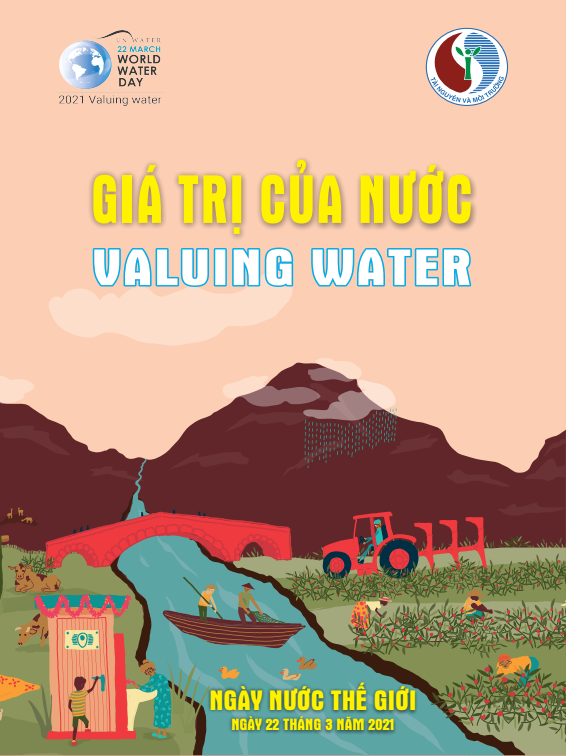 UN WATER
22 MARCH
WORLD
WATER
DAY
2021 Valuing water
TÀI NGUYÊN VÀ MÔI TRƯỜNG
GIÁ TRỊ CỦA NƯỚC
VALUING WATER
NGÀY NƯỚC THẾ GIỚI
NGÀY 22 THÁNG 3 NĂM 2021